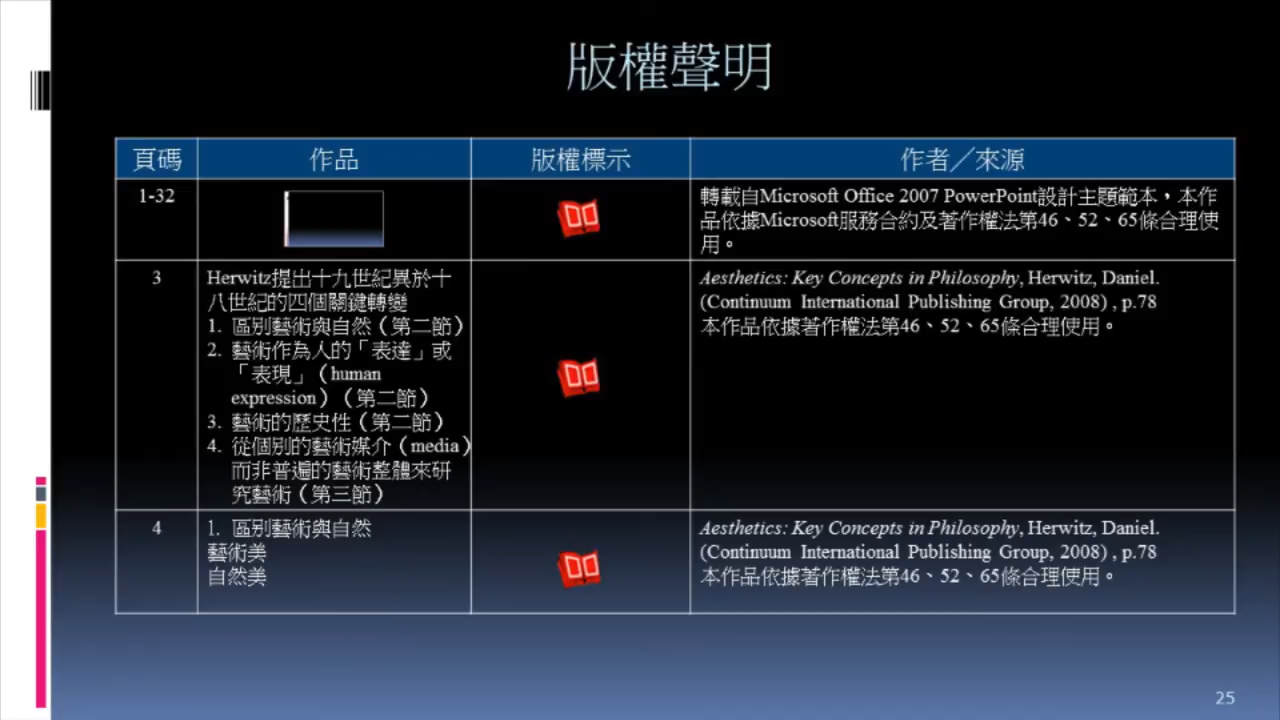 版權聲明
頁碼 作品 版權標示 作者／來源
1-32
轉載自Microsoft Office 2007 PowerPoint設計主題範本，本作
品依據Microsoft服務合約及著作權法第46、52、65條合理使
用。
3
Herwitz提出十九世紀異於十
八世紀的四個關鍵轉變
1. 區別藝術與自然（第二節）
2. 藝術作為人的「表達」或
「表現」（human
expression）（第二節）
3. 藝術的歷史性（第二節）
4. 從個別的藝術媒介（media）
而非普遍的藝術整體來研
究藝術（第三節）
Aesthetics: Key Concepts in Philosophy, Herwitz, Daniel.
(Continuum International Publishing Group, 2008) , p.78
本作品依據著作權法第46、52、65條合理使用。
4
1. 區別藝術與自然
藝術美
自然美
Aesthetics: Key Concepts in Philosophy, Herwitz, Daniel.
(Continuum International Publishing Group, 2008) , p.78
本作品依據著作權法第46、52、65條合理使用。
25